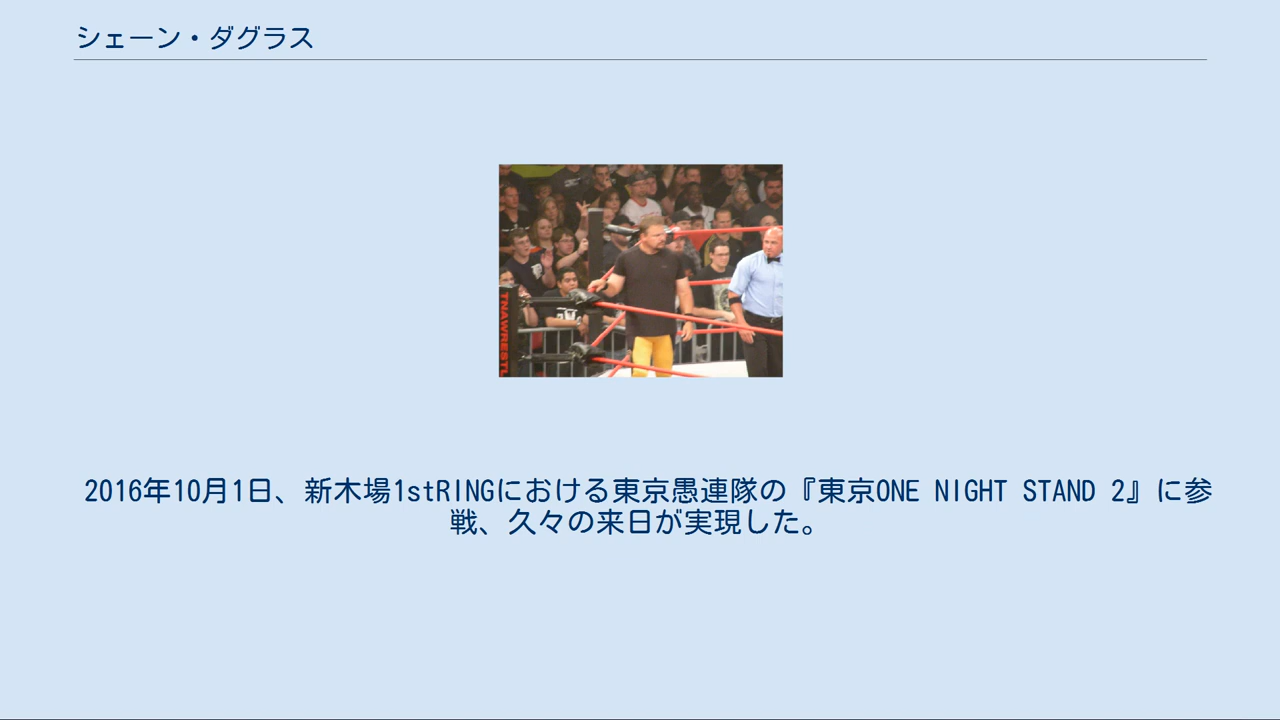 シェーン・ダグラス
TNAWRESTL
2016年10月1日、新木場1stRINGにおける東京愚連隊の『東京ONE NIGHT STAND 2』に参
戦、久々の来日が実現した。